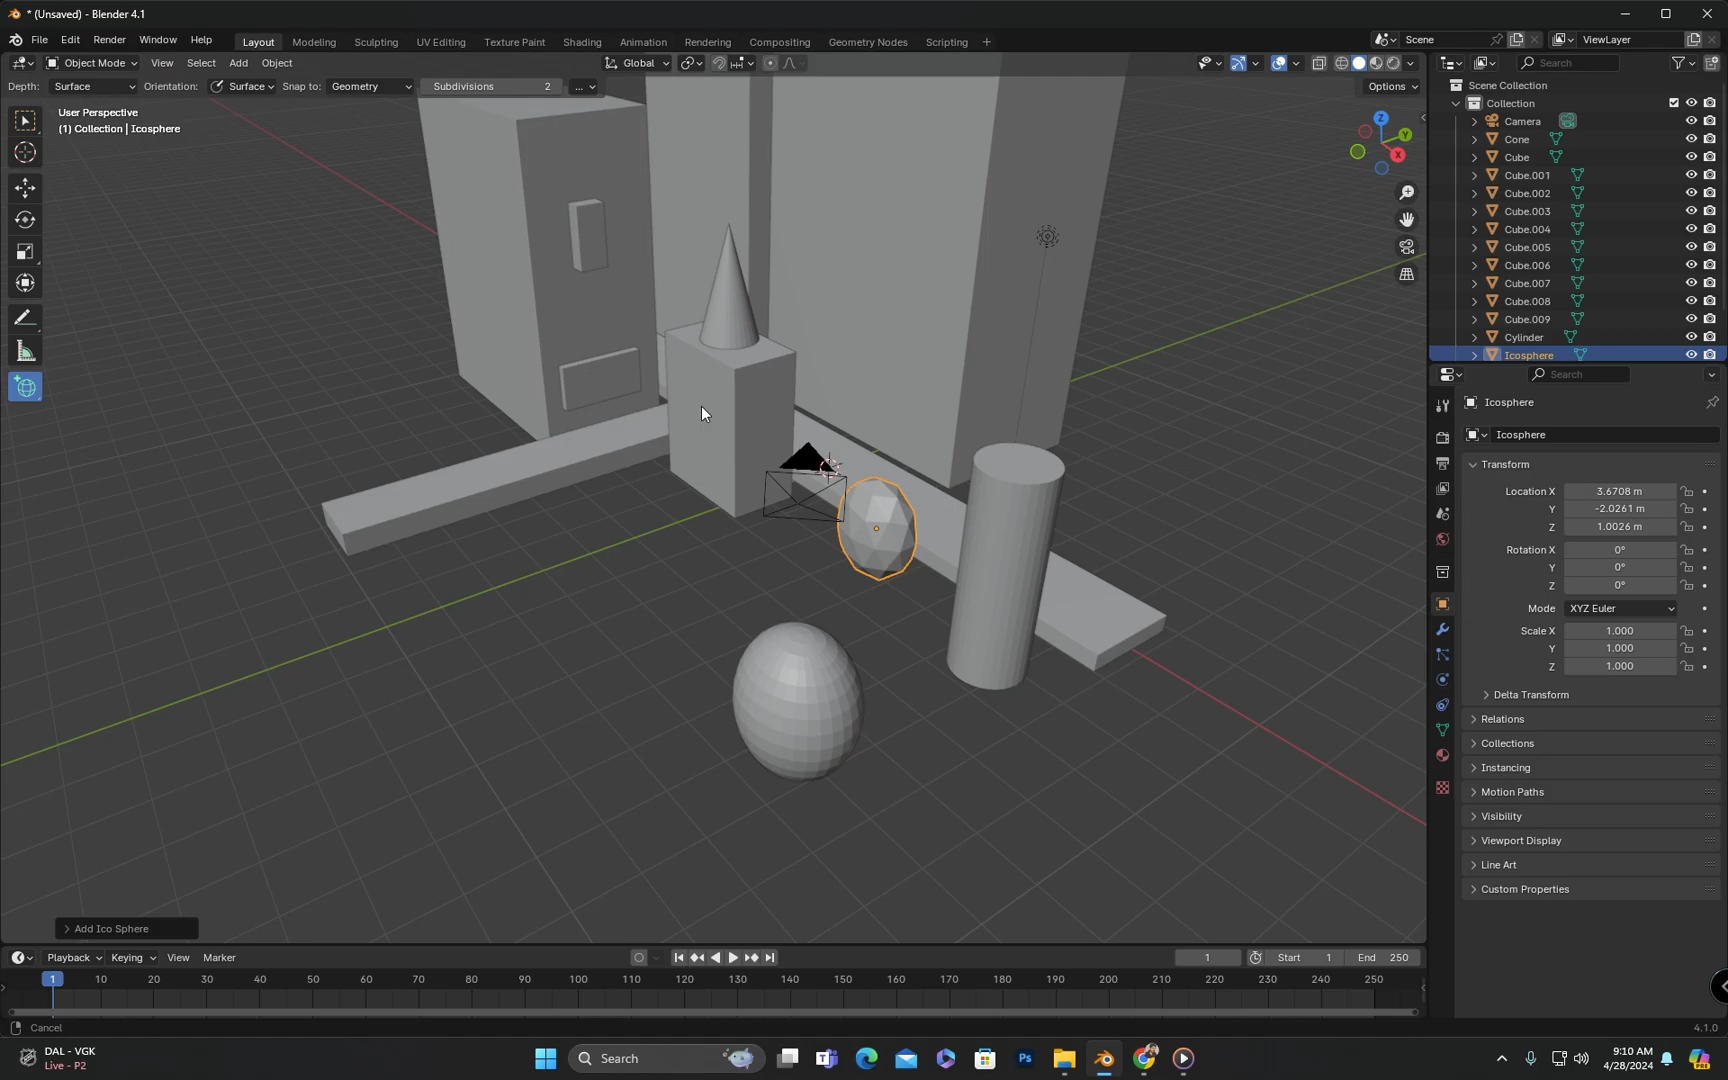 * (Unsaved) - Blender 4.1
File Edit Render Window Help Layout Modeling Sculpting UV Editing Texture Paint Shading Animation Rendering Compositing Geometry Nodes Scripting + Scene ViewLayer
Object Mode View Select Add Object Global Search
Depth: Surface Orientation: Surface Snap to: Geometry Subdivisions 2 ... Options
User Perspective
(1) Collection | Icosphere
Z
Y
X
Scene Collection
Collection
Camera
Cone
Cube
Cube.001
Cube.002
Cube.003
Cube.004
Cube.005
Cube.006
Cube.007
Cube.008
Cube.009
Cylinder
Icosphere
Search
Icosphere
Icosphere
Transform
Location X 3.6708 m
Y -2.0261 m
Z 1.0026 m
Rotation X 0°
Y 0°
Z 0°
Mode XYZ Euler
Scale X 1.000
Y 1.000
Z 1.000
Delta Transform
Relations
Collections
Instancing
Motion Paths
Visibility
Viewport Display
Line Art
Custom Properties
Add Ico Sphere
Playback Keying View Marker 1 Start 1 End 250
1 10 20 30 40 50 60 70 80 90 100 110 120 130 140 150 160 170 180 190 200 210 220 230 240 250
Cancel 4.1.0
DAL - VGK
Live - P2
Search
Ps
PRE
9:10 AM
4/28/2024